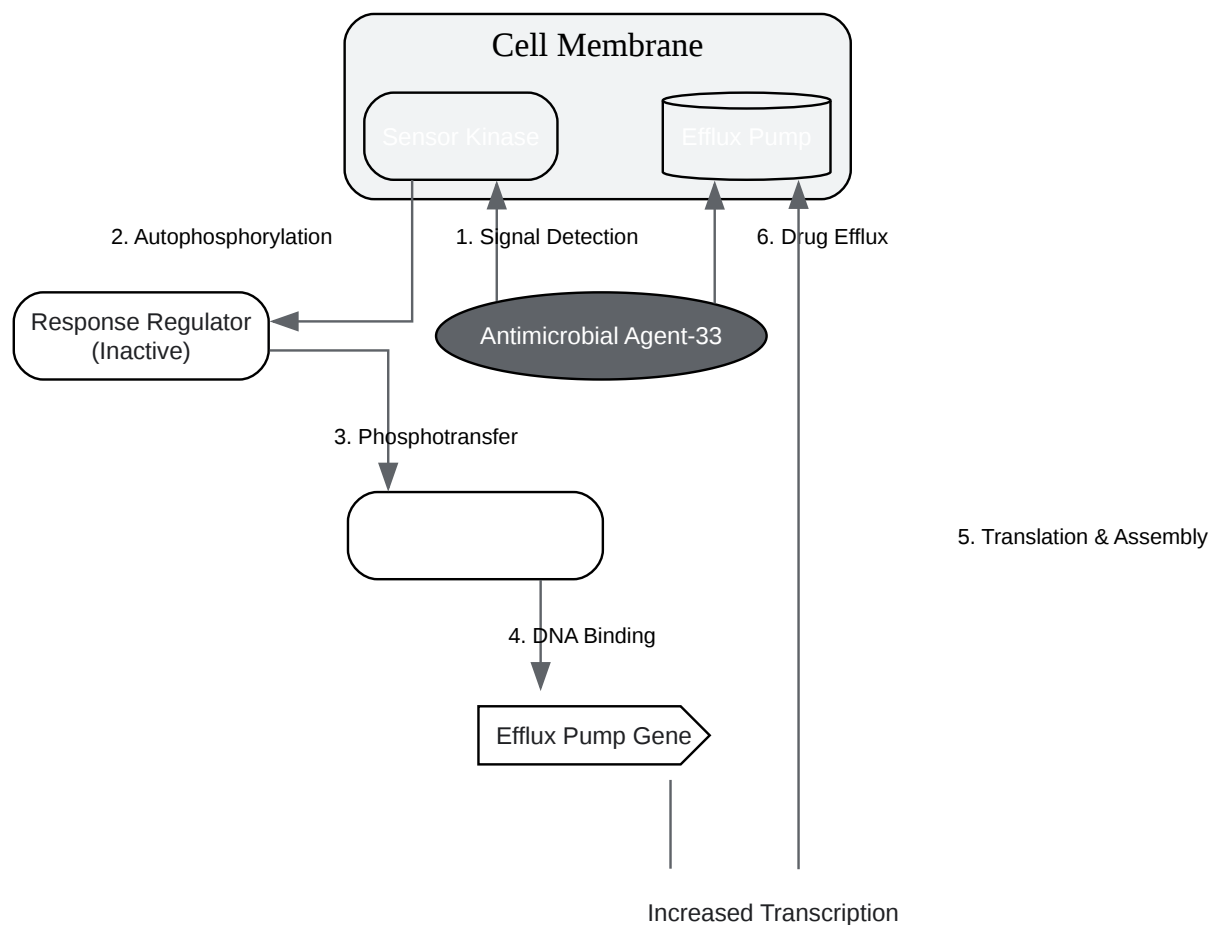 Cell Membrane
Sensor Kinase
Efflux Pump
2. Autophosphorylation
1. Signal Detection
6. Drug Efflux
Response Regulator
(Inactive)
Antimicrobial Agent-33
3. Phosphotransfer
5. Translation & Assembly
4. DNA Binding
Efflux Pump Gene
Increased Transcription